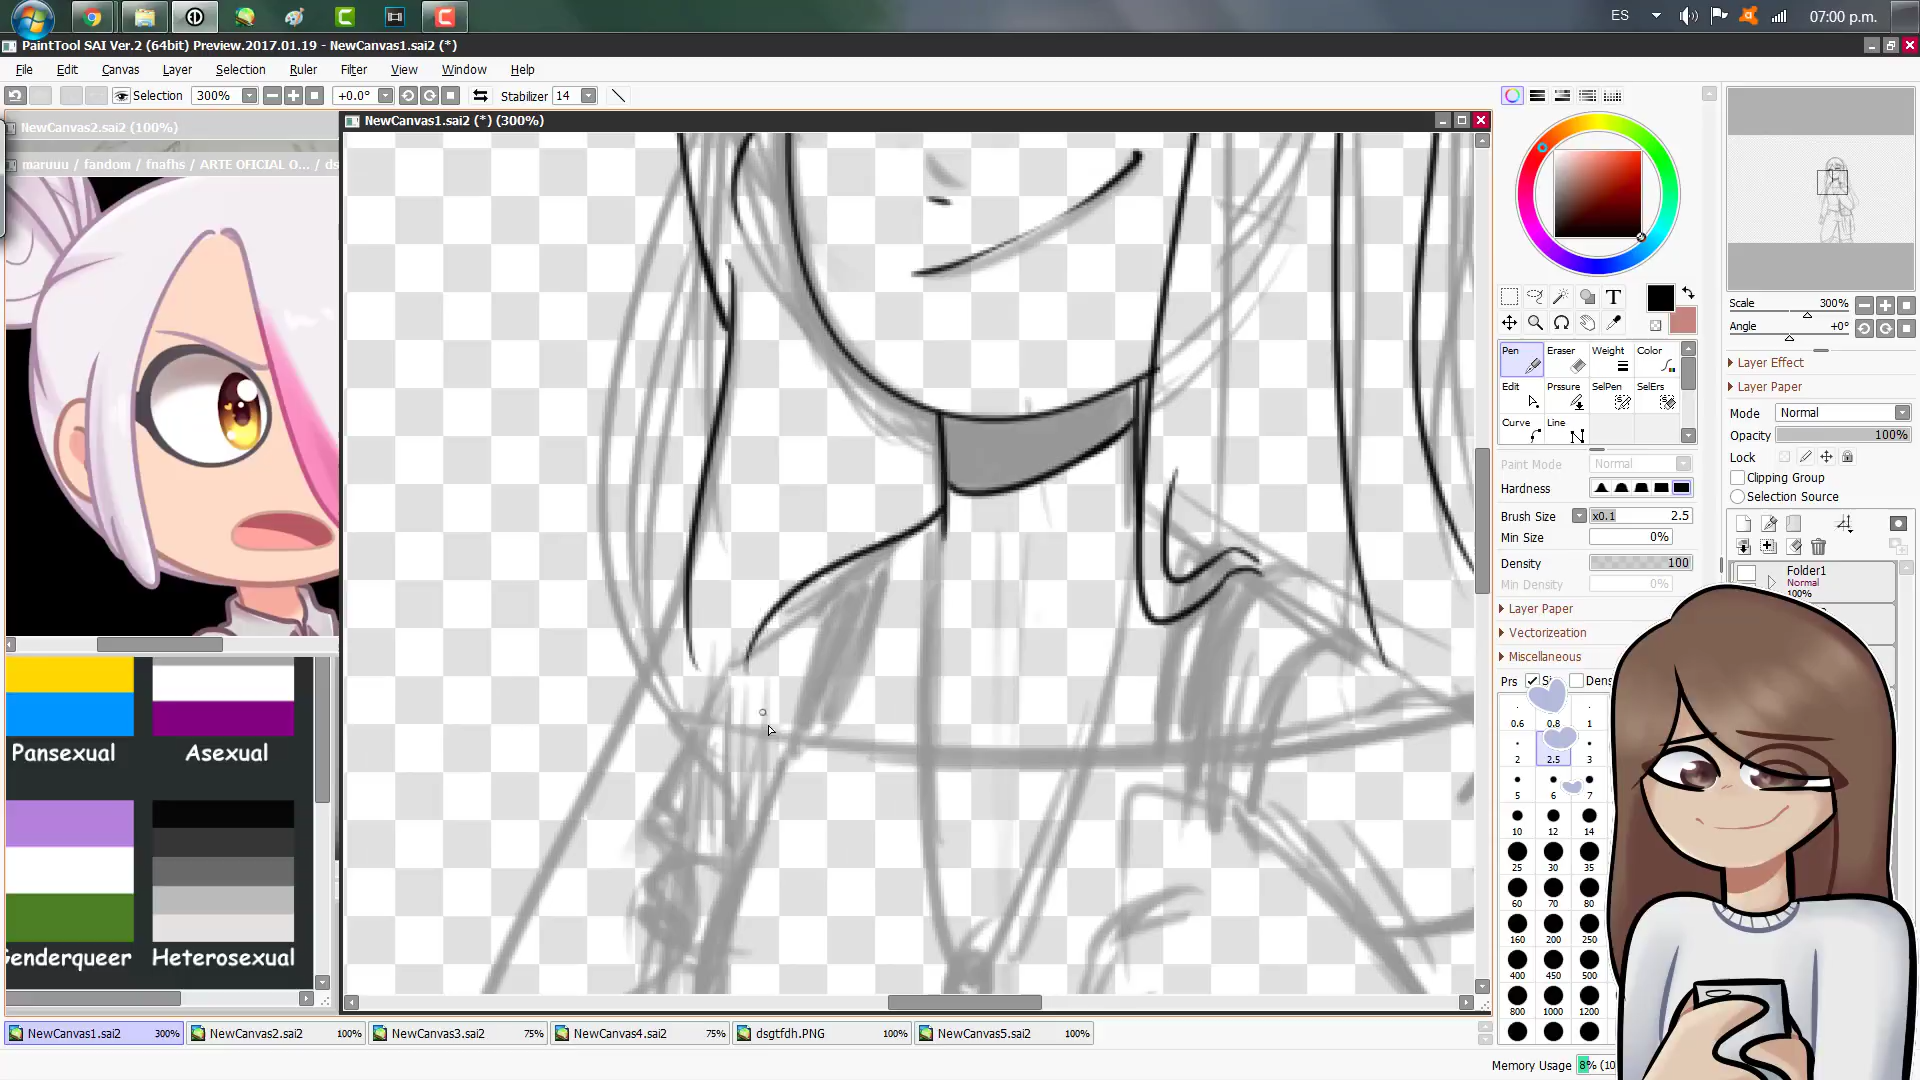 ES
07:00 p.m.
PaintTool SAI Ver.2 (64bit) Preview.2017.01.19 - NewCanvas1.sai2 (*)
File Edit Canvas Layer Selection Ruler Filter View Window Help
Selection 300% +0.0° Stabilizer 14
NewCanvas2.sai2 (100%)
NewCanvas1.sai2 (*) (300%)
maruuu / fandom / fnafhs / ARTE OFICIAL O... / ds
Pansexual Asexual
Genderqueer Heterosexual
T
Pen Eraser Weight Color
Edit Prssure SelPen SelErs
Curve Line
Paint Mode Normal
Hardness
Brush Size x0.1 2.5
Min Size 0%
Density 100
Min Density 0%
Layer Paper
Vectorization
Miscellaneous
Prs Dens
0.6 0.8 1
2 2.5 3
5 6 7
10 12 14
25 30 35
60 70 80
160 200 250
400 450 500
800 1000 1200
Scale 300%
Angle +0°
Layer Effect
Layer Paper
Mode Normal
Opacity 100%
Lock
Clipping Group
Selection Source
Folder1
Normal
100%
NewCanvas1.sai2 300% NewCanvas2.sai2 100% NewCanvas3.sai2 75% NewCanvas4.sai2 75% dsgtfdh.PNG 100% NewCanvas5.sai2 100%
Memory Usage 8% (10